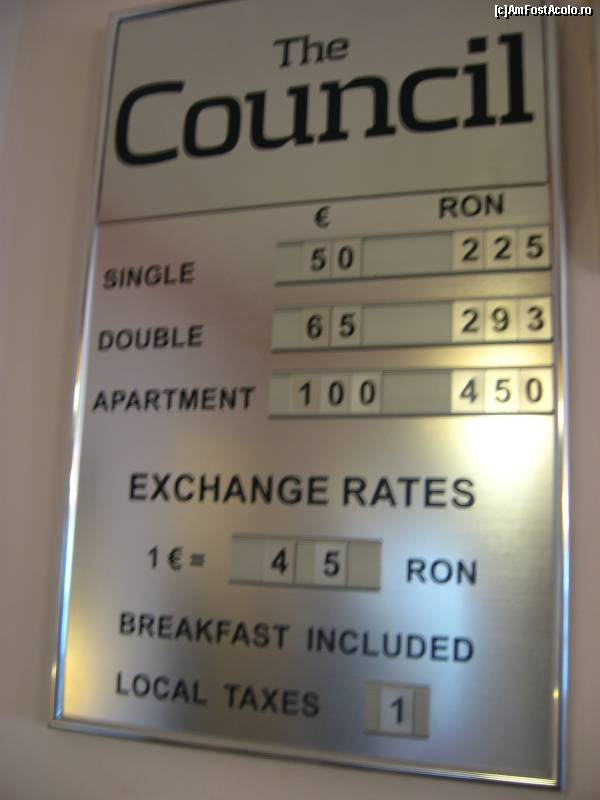 [c]AmFostAcolo.ro
The
Council
€ RON
SINGLE 50 225
DOUBLE 65 293
APARTMENT 100 450
EXCHANGE RATES
1 € = 4 5 RON
BREAKFAST INCLUDED
LOCAL TAXES 1